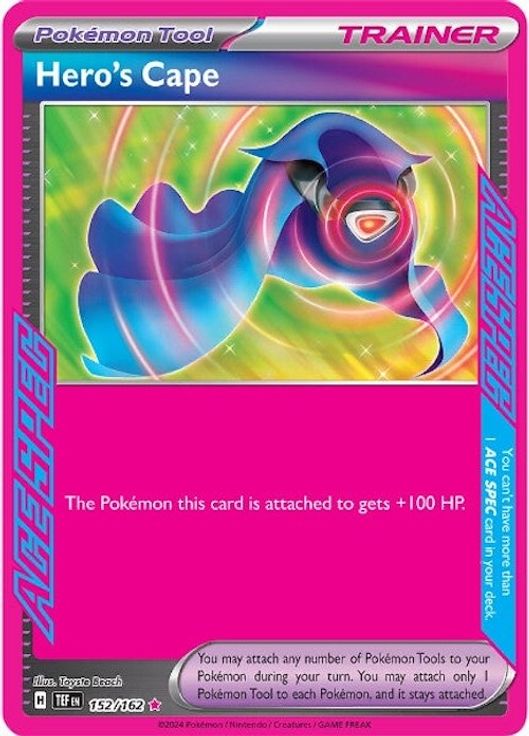 Pokémon Tool
TRAINER
Hero's Cape
ACE SPEC
ACE SPEC
You can't have more than
1 ACE SPEC card in your deck.
The Pokémon this card is attached to gets +100 HP.
Illus. Toyste Beach
You may attach any number of Pokémon Tools to your
Pokémon during your turn. You may attach only 1
Pokémon Tool to each Pokémon, and it stays attached.
H TEF EN 152/162
©2024 Pokémon / Nintendo / Creatures / GAME FREAK